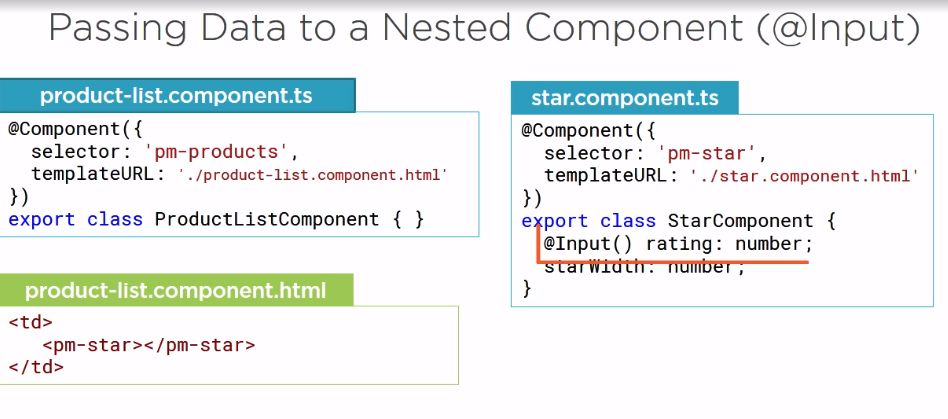 Passing Data to a Nested Component (@Input)
product-list.component.ts
@Component({
selector: 'pm-products',
templateURL: './product-list.component.html'
})
export class ProductListComponent { }
product-list.component.html
<td>
<pm-star></pm-star>
</td>
star.component.ts
@Component({
selector: 'pm-star',
templateURL: './star.component.html'
})
export class StarComponent {
@Input() rating: number;
starWidth: number;
}